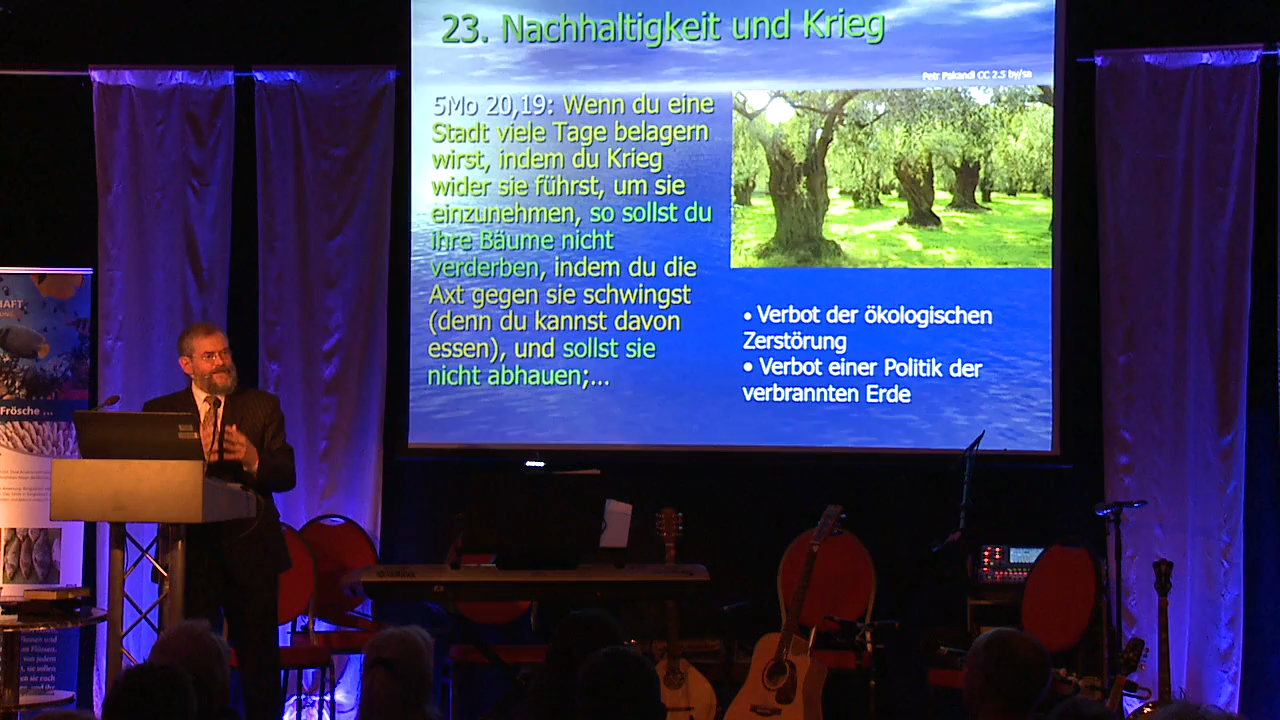 23. Nachhaltigkeit und Krieg
Petr Pakandl CC 2.5 by/sa
5Mo 20,19: Wenn du eine
Stadt viele Tage belagern
wirst, indem du Krieg
wider sie führst, um sie
einzunehmen, so sollst du
ihre Bäume nicht
verderben, indem du die
Axt gegen sie schwingst
(denn du kannst davon
essen), und sollst sie
nicht abhauen;...
• Verbot der ökologischen
Zerstörung
• Verbot einer Politik der
verbrannten Erde
HAFT
Frösche ...
YAMAHA